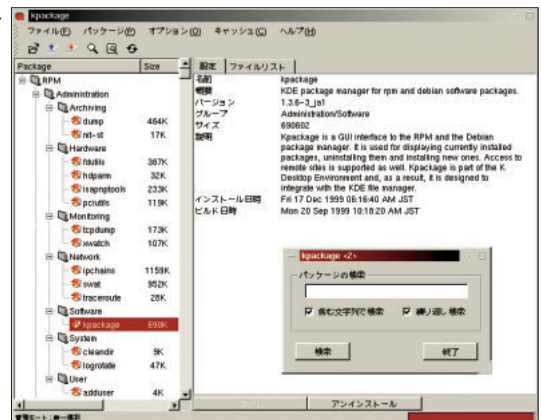 kpackage
ファイル(F) パッケージ(P) オプション(O) キャッシュ(C) ヘルプ(H)
Package Size
RPM
Administration
Archiving
dump 464K
mt-st 17K
Hardware
fdutils 387K
hdparm 32K
isapnptools 233K
pciutils 119K
Monitoring
tcpdump 173K
xwatch 107K
Network
ipchains 1159K
swat 952K
traceroute 28K
Software
kpackage 690K
System
cleandir 9K
logrotate 47K
User
adduser 4K
設定 ファイルリスト
名前 kpackage
概要 KDE package manager for rpm and debian software packages.
バージョン 1.3.6-3_ja1
グループ Administration/Software
サイズ 690602
説明 Kpackage is a GUI interface to the RPM and the Debian
package manager. It is used for displaying currently installed
packages, uninstalling them and installing new ones. Access to
remote sites is supported as well. Kpackage is part of the K
Desktop Environment and, as a result, it is designed to
integrate with the KDE file manager.
インストール日時 Fri 17 Dec 1999 06:16:40 AM JST
ビルド日時 Mon 20 Sep 1999 10:18:20 AM JST
kpackage <2>
パッケージの検索
含む文字列で検索 繰り返し検索
検索 終了
アンインストール